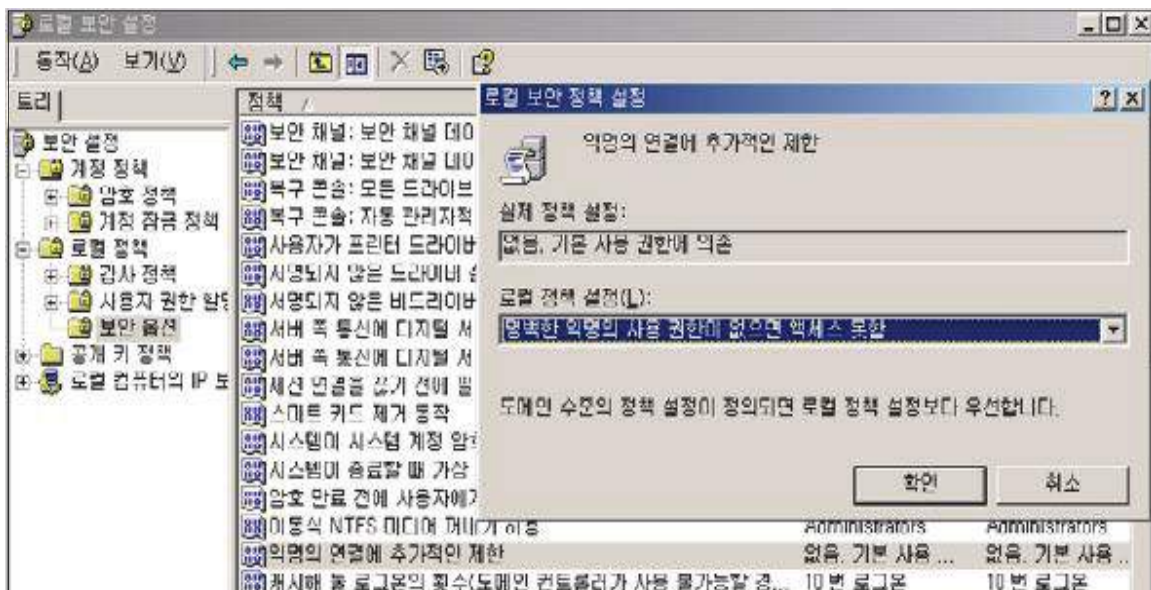 로컬 보안 설정
동작(A) 보기(V)
트리
보안 설정
계정 정책
암호 정책
계정 잠금 정책
로컬 정책
감사 정책
사용자 권한 할당
보안 옵션
공개 키 정책
로컬 컴퓨터의 IP 보
정책 /
보안 채널: 보안 채널 데이
보안 채널: 보안 채널 데이
복구 콘솔: 모든 드라이브
복구 콘솔: 자동 관리자적
사용자가 프린터 드라이버
서명되지 않은 드라이버
서명되지 않은 비드라이버
서버 쪽 통신에 디지털 서
서버 쪽 통신에 디지털 서
세션 연결을 끊기 전에 필
스마트 카드 제거 동작
시스템이 시스템 계정 암호
시스템이 종료할 때 가상
암호 만료 전에 사용자에게
이동식 NTFS 미디어 꺼내기 허용 Administrators Administrators
익명의 연결에 추가적인 제한 없음. 기본 사용 ... 없음. 기본 사용 ..
캐시해 둘 로그온의 횟수(도메인 컨트롤러가 사용 불가능할 경... 10 번 로그온 10 번 로그온
로컬 보안 정책 설정
익명의 연결에 추가적인 제한
실제 정책 설정:
없음. 기본 사용 권한에 의존
로컬 정책 설정(L):
명백한 익명의 사용 권한이 없으면 액세스 못함
도메인 수준의 정책 설정이 정의되면 로컬 정책 설정보다 우선합니다.
확인 취소